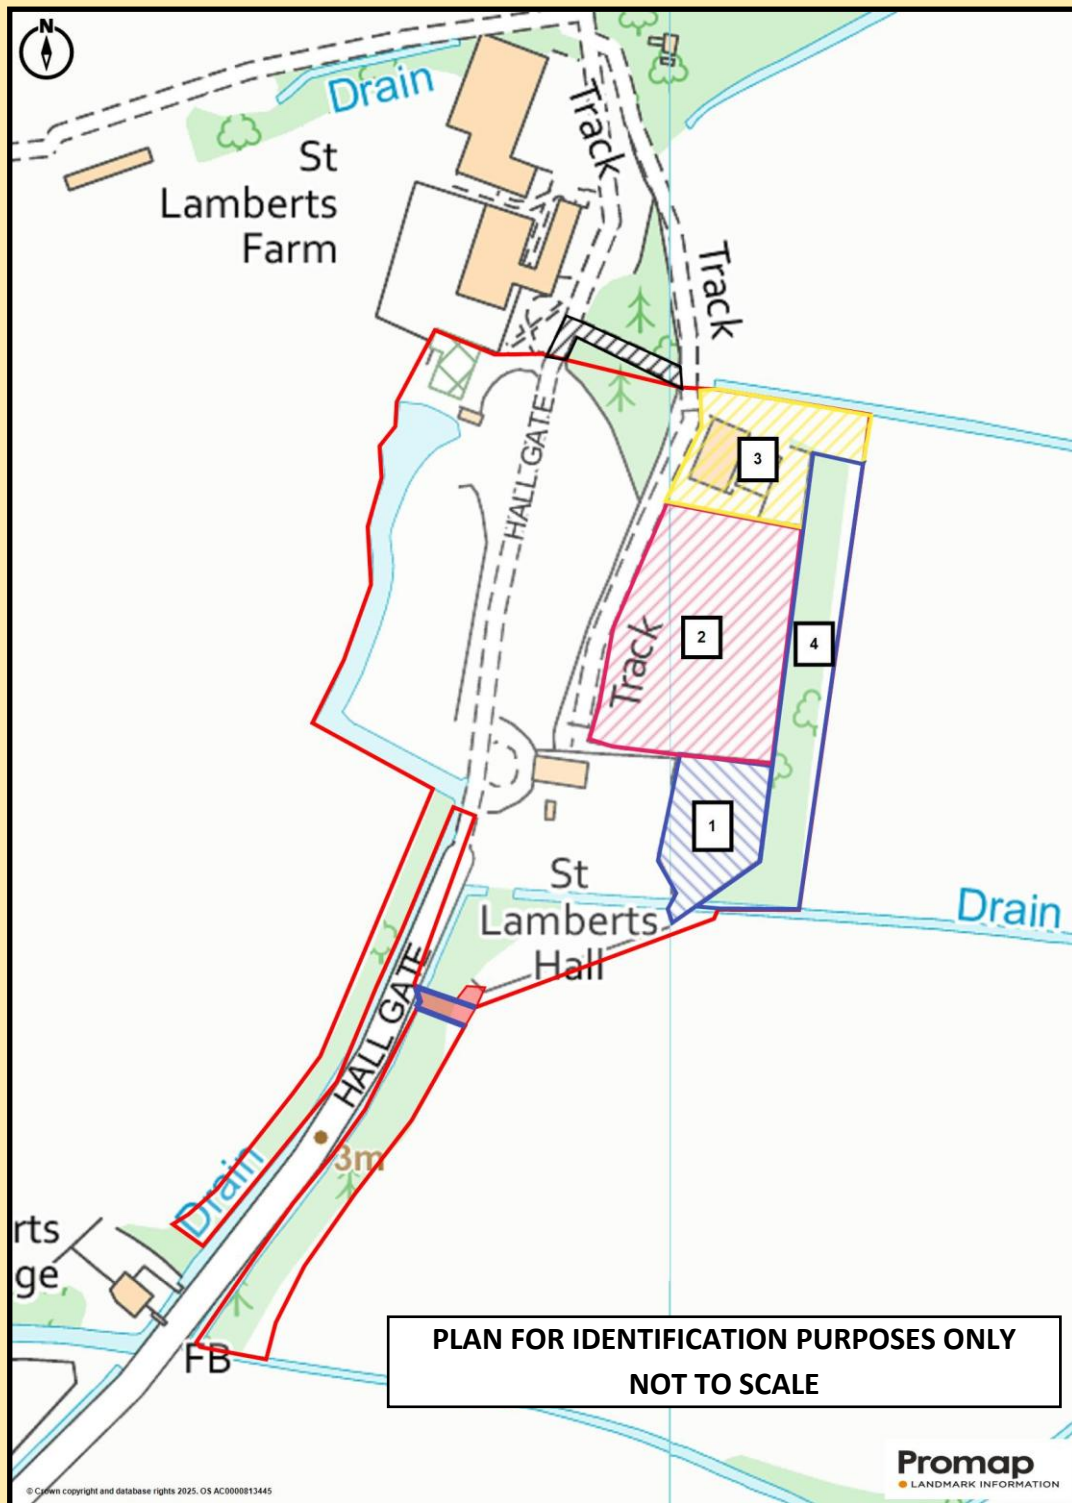 N
Drain
Track
St
Lamberts
Farm
Track
HALL GATE
3
2
Track
4
1
St
Lamberts
Hall
Drain
HALL GATE
3m
Drain
rts
ge
FB
PLAN FOR IDENTIFICATION PURPOSES ONLY
NOT TO SCALE
Promap
LANDMARK INFORMATION
© Crown copyright and database rights 2025. OS AC0000813445